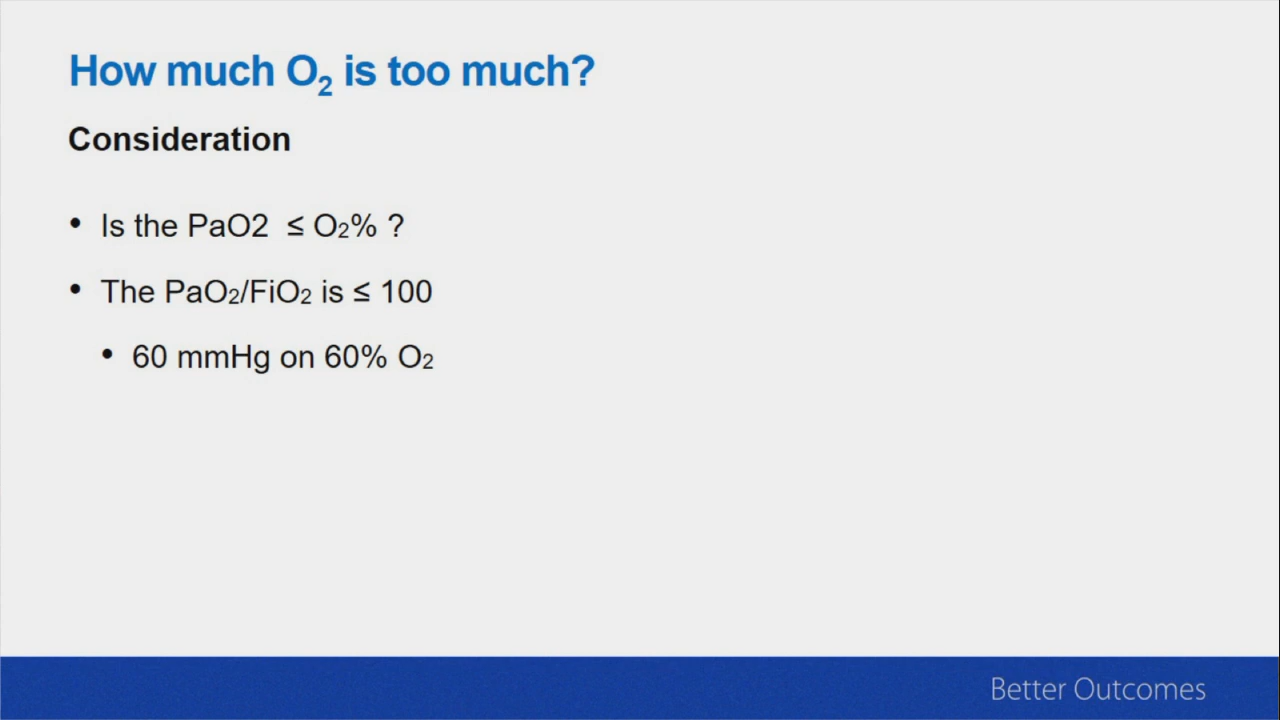 How much O₂ is too much?
Consideration
• Is the PaO2 ≤ O₂% ?
• The PaO₂/FiO₂ is ≤ 100
• 60 mmHg on 60% O₂
Better Outcomes